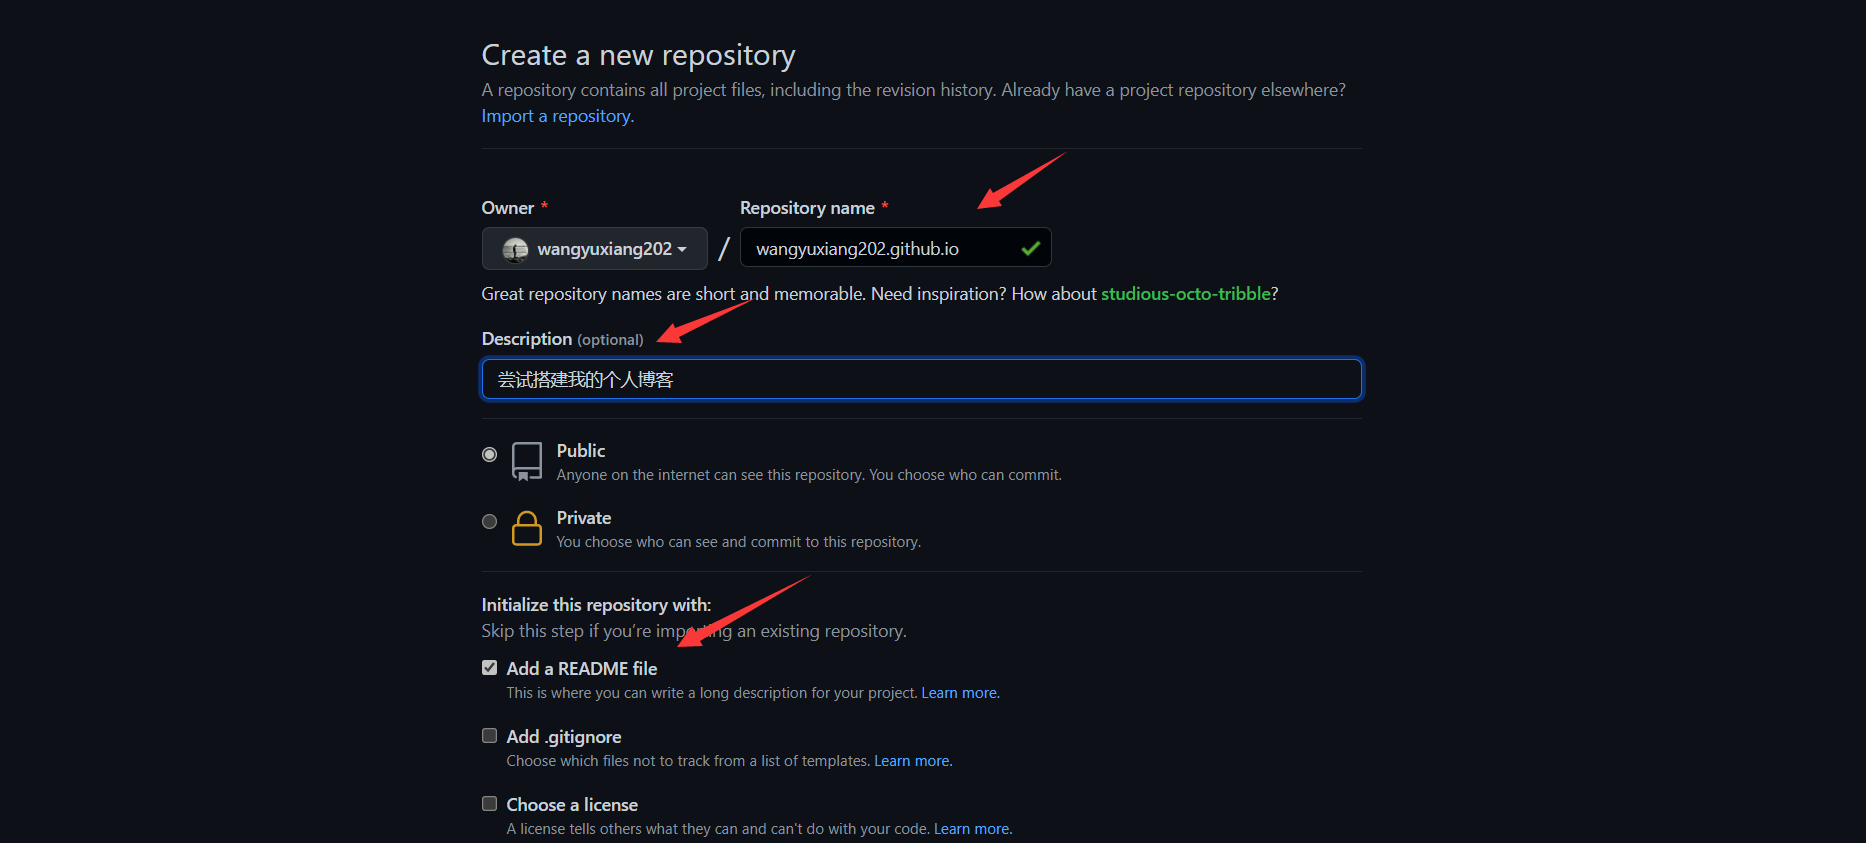 Create a new repository
A repository contains all project files, including the revision history. Already have a project repository elsewhere?
Import a repository.
Owner *
Repository name *
wangyuxiang202
/
wangyuxiang202.github.io
Great repository names are short and memorable. Need inspiration? How about studious-octo-tribble?
Description (optional)
尝试搭建我的个人博客
Public
Anyone on the internet can see this repository. You choose who can commit.
Private
You choose who can see and commit to this repository.
Initialize this repository with:
Skip this step if you're importing an existing repository.
Add a README file
This is where you can write a long description for your project. Learn more.
Add .gitignore
Choose which files not to track from a list of templates. Learn more.
Choose a license
A license tells others what they can and can't do with your code. Learn more.